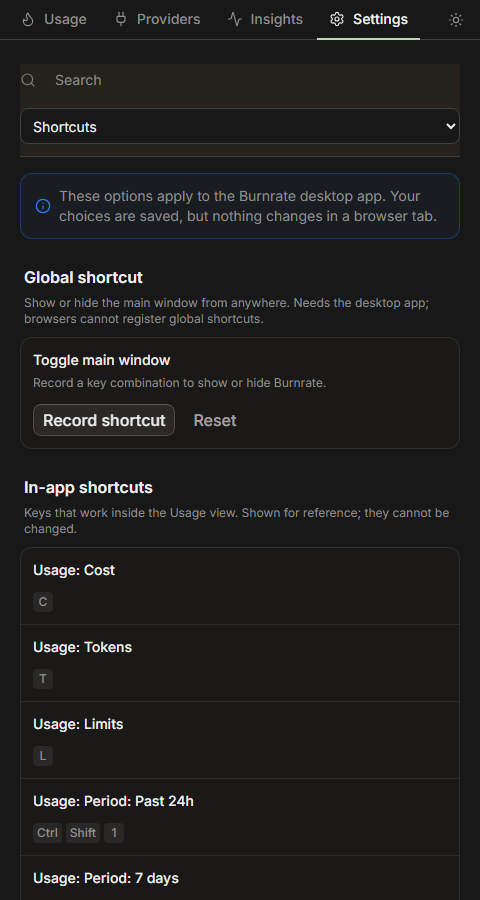 Usage
Providers
Insights
Settings
Search
Shortcuts
These options apply to the Burnrate desktop app. Your
choices are saved, but nothing changes in a browser tab.
Global shortcut
Show or hide the main window from anywhere. Needs the desktop app;
browsers cannot register global shortcuts.
Toggle main window
Record a key combination to show or hide Burnrate.
Record shortcut
Reset
In-app shortcuts
Keys that work inside the Usage view. Shown for reference; they cannot be
changed.
Usage: Cost
C
Usage: Tokens
T
Usage: Limits
L
Usage: Period: Past 24h
Ctrl Shift 1
Usage: Period: 7 days